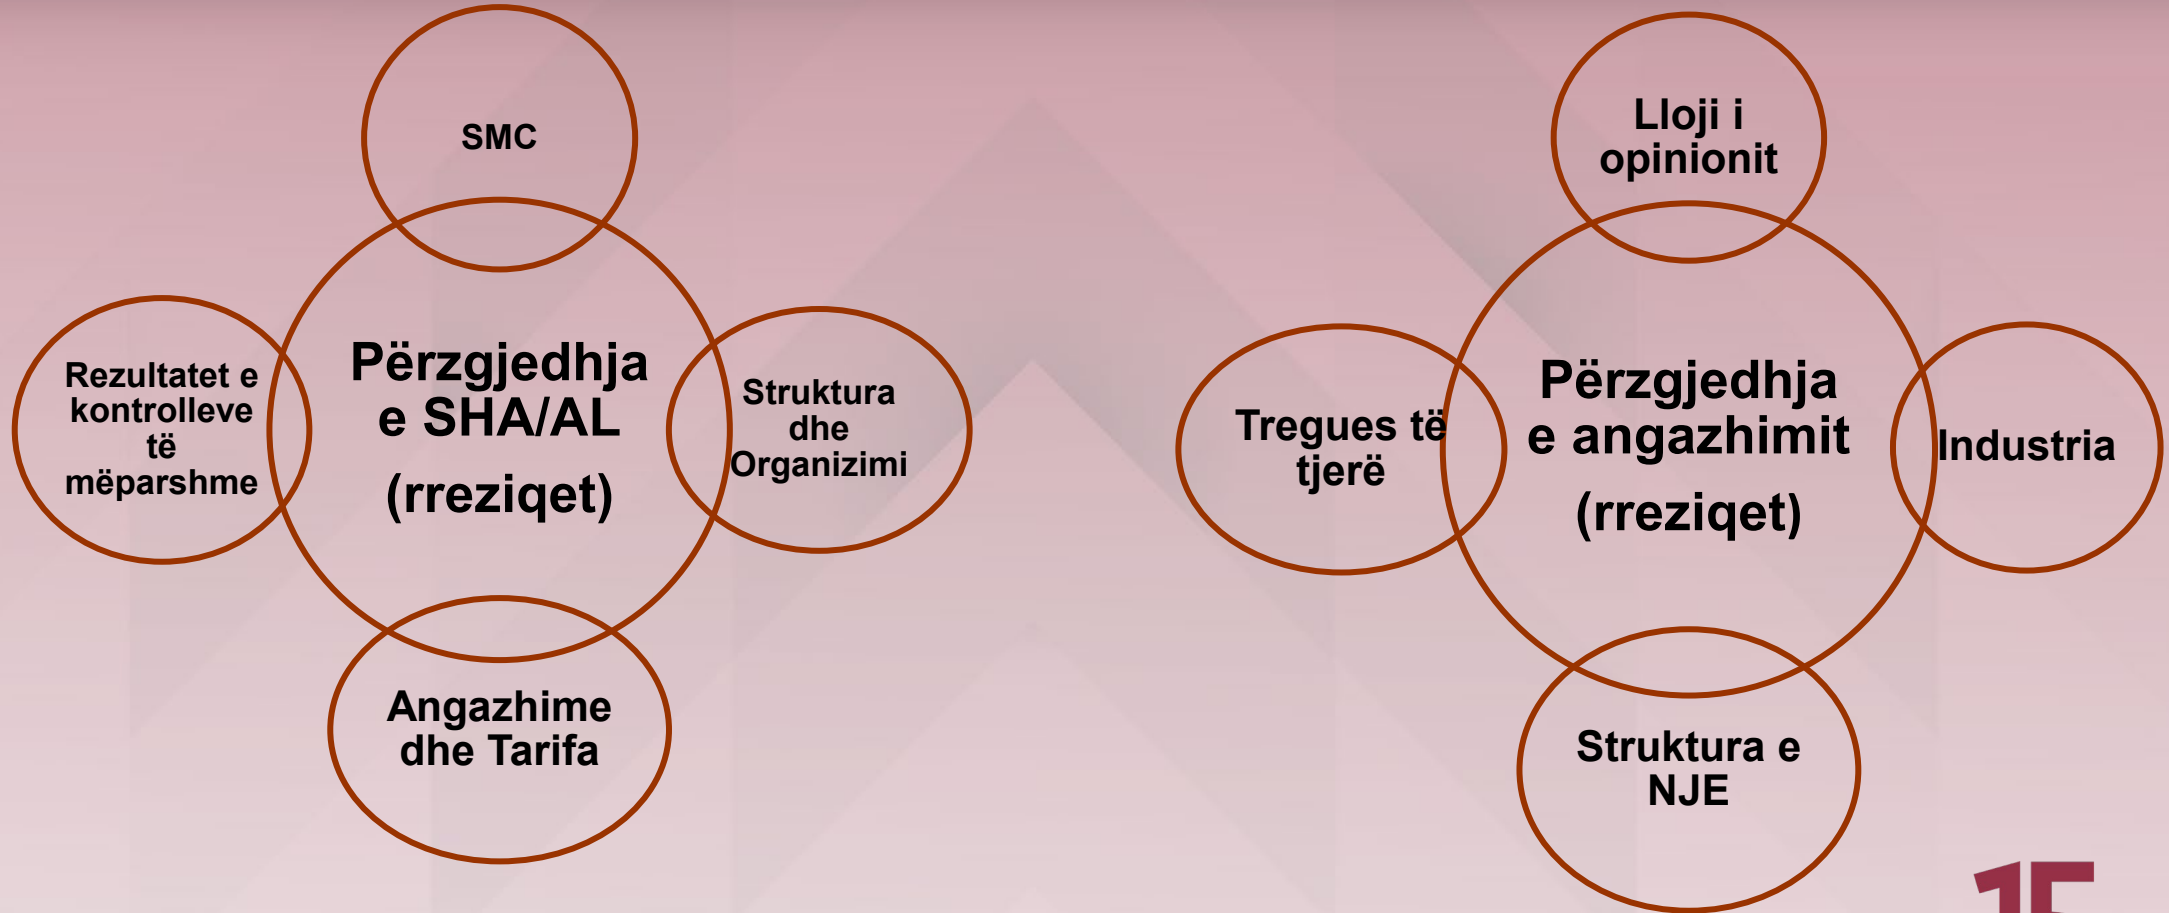 SMC
Rezultatet e
kontrolleve
të
mëparshme
Përzgjedhja
e SHA/AL
(rreziqet)
Struktura
dhe
Organizimi
Angazhime
dhe Tarifa
Lloji i
opinionit
Tregues të
tjerë
Përzgjedhja
e angazhimit
(rreziqet)
Industria
Struktura e
NJE
15